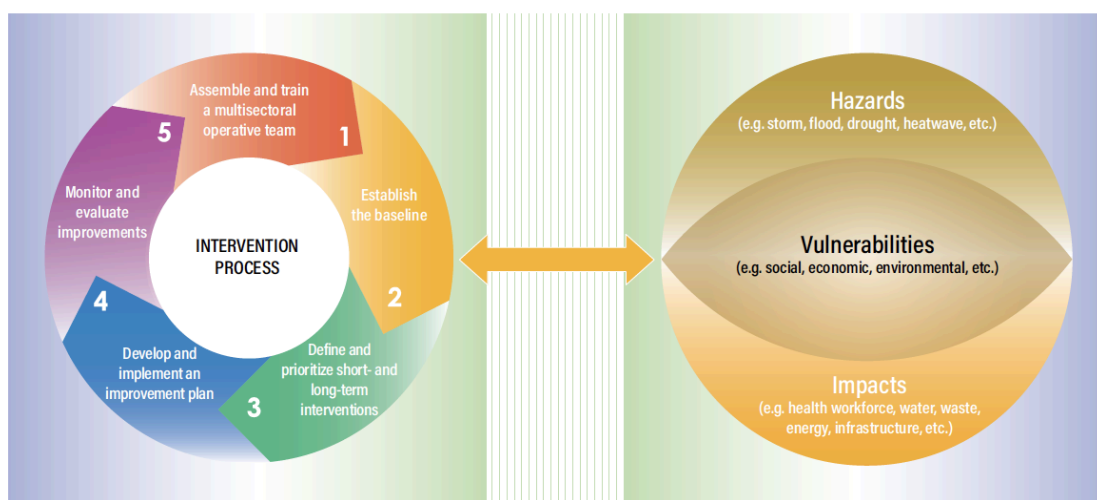 Assemble and train
a multisectoral
operative team
1
Establish
the baseline
2
Define and
prioritize short- and
long-term
interventions
3
Develop and
implement an
improvement plan
4
Monitor and
evaluate
improvements
5
INTERVENTION
PROCESS
Hazards
(e.g. storm, flood, drought, heatwave, etc.)
Vulnerabilities
(e.g. social, economic, environmental, etc.)
Impacts
(e.g. health workforce, water, waste,
energy, infrastructure, etc.)